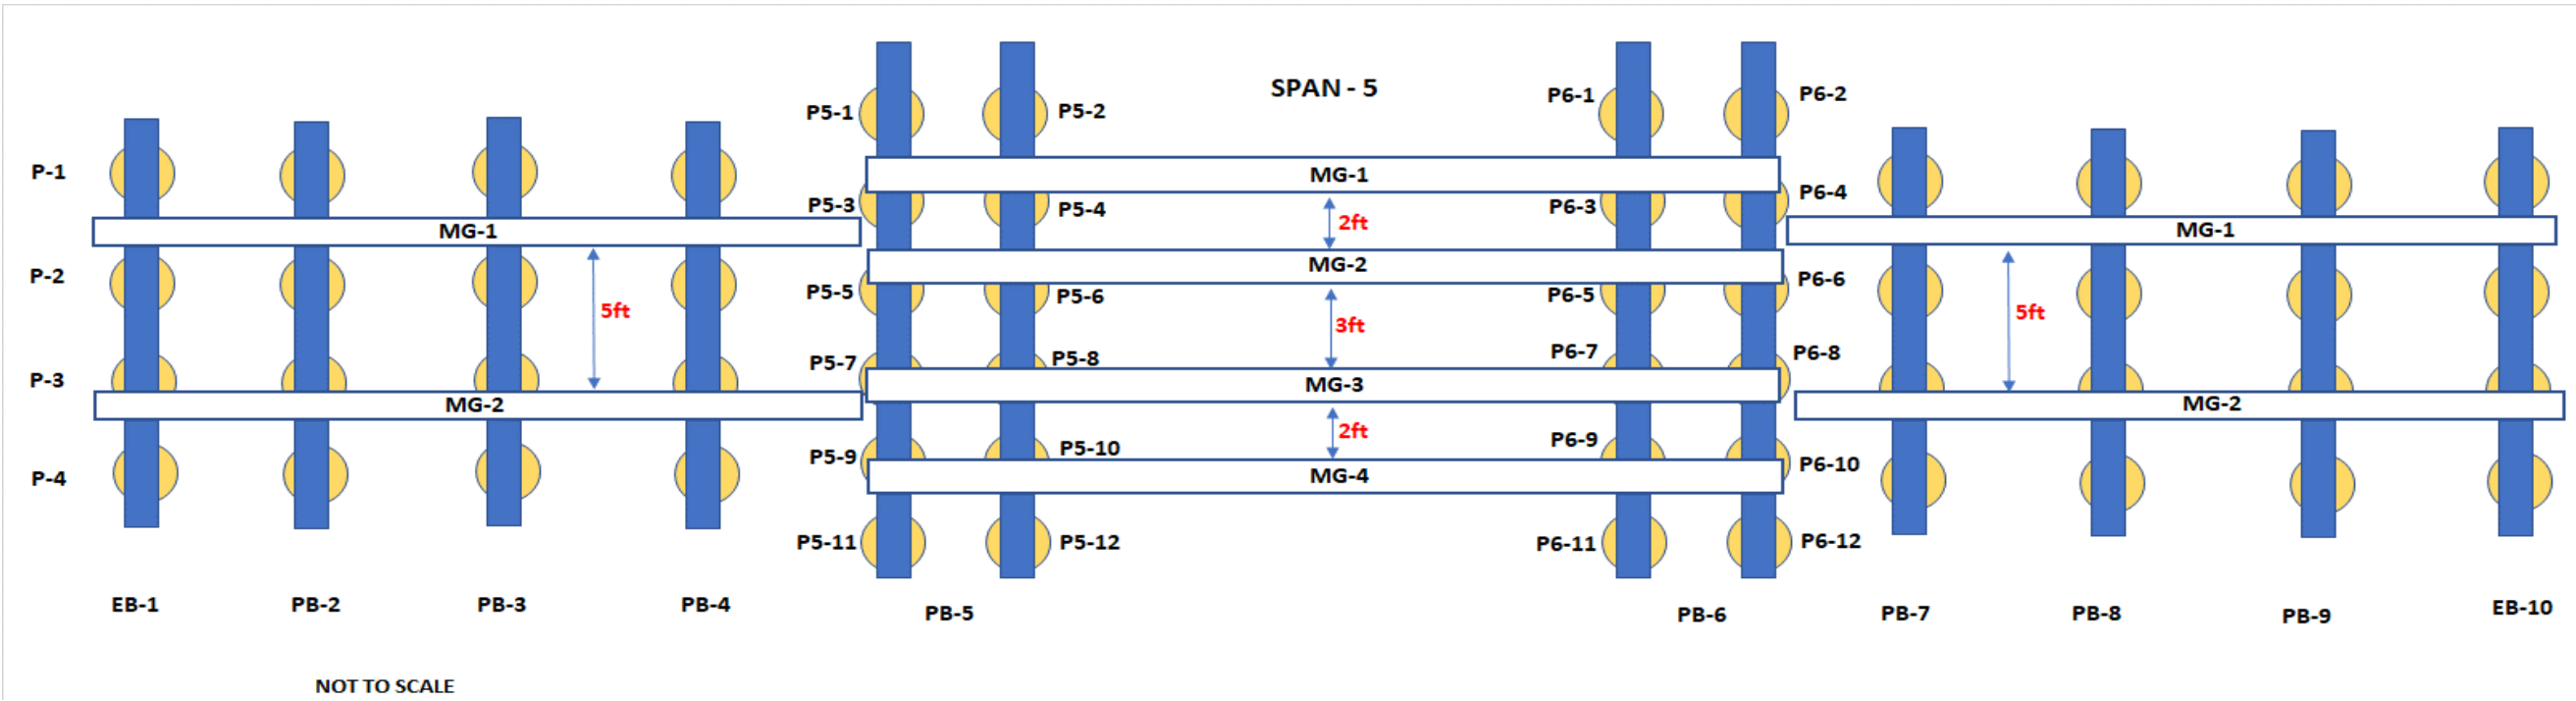 SPAN - 5
P5-1
P5-2
P6-1
P6-2
P-1
MG-1
P5-3
P5-4
P6-3
P6-4
2ft
MG-1
MG-1
P-2
MG-2
P5-5
P5-6
P6-5
P6-6
5ft
3ft
5ft
P-3
P5-7
P5-8
P6-7
P6-8
MG-3
MG-2
MG-2
2ft
P5-9
P5-10
P6-9
P6-10
P-4
MG-4
P5-11
P5-12
P6-11
P6-12
EB-1
PB-2
PB-3
PB-4
PB-5
PB-6
PB-7
PB-8
PB-9
EB-10
NOT TO SCALE